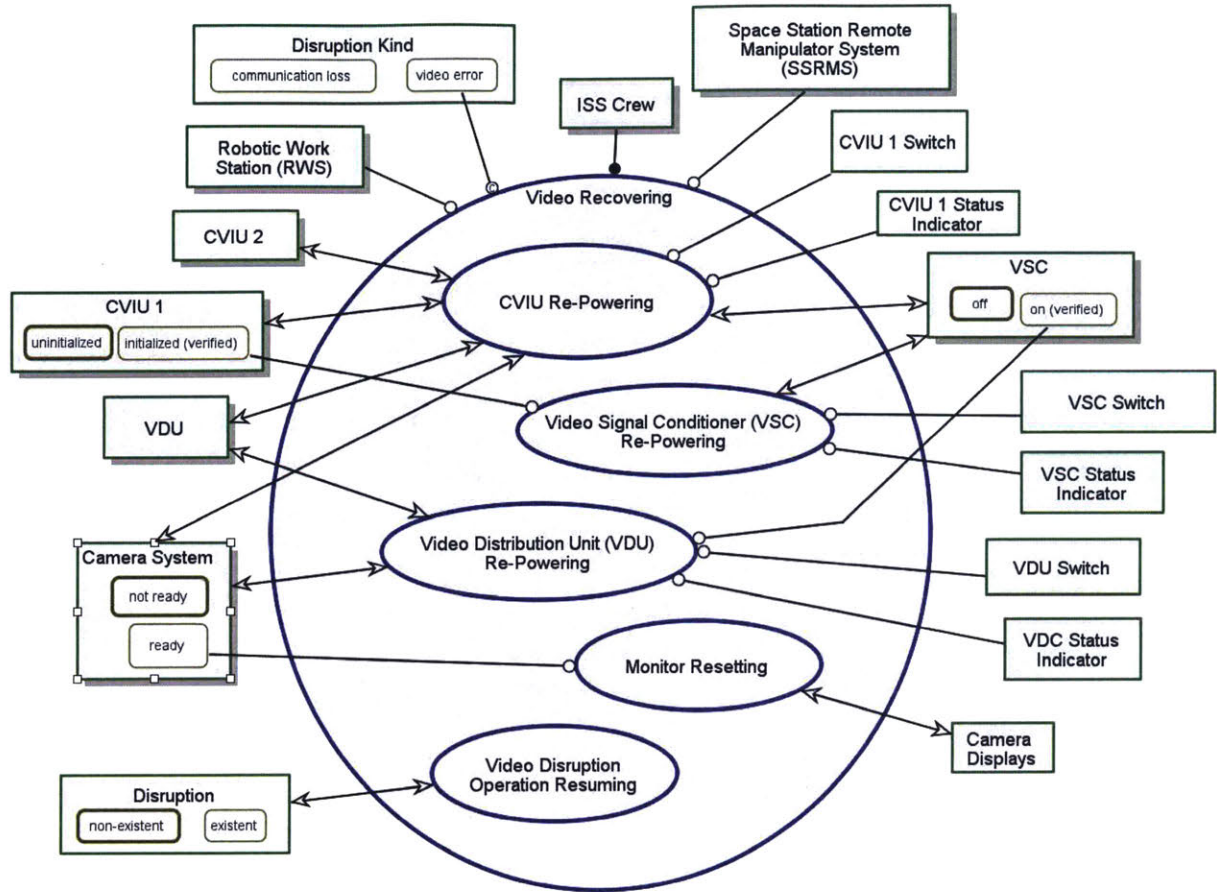 Disruption Kind
communication loss
video error
Space Station Remote
Manipulator System
(SSRMS)
ISS Crew
Robotic Work
Station (RWS)
CVIU 1 Switch
c
Video Recovering
CVIU 1 Status
Indicator
CVIU 2
CVIU Re-Powering
VSC
off
on (verified)
CVIU 1
uninitialized
initialized (verified)
VDU
Video Signal Conditioner (VSC)
Re-Powering
VSC Switch
VSC Status
Indicator
Camera System
not ready
ready
Video Distribution Unit (VDU)
Re-Powering
VDU Switch
VDC Status
Indicator
Monitor Resetting
Camera
Displays
Video Disruption
Operation Resuming
Disruption
non-existent
existent